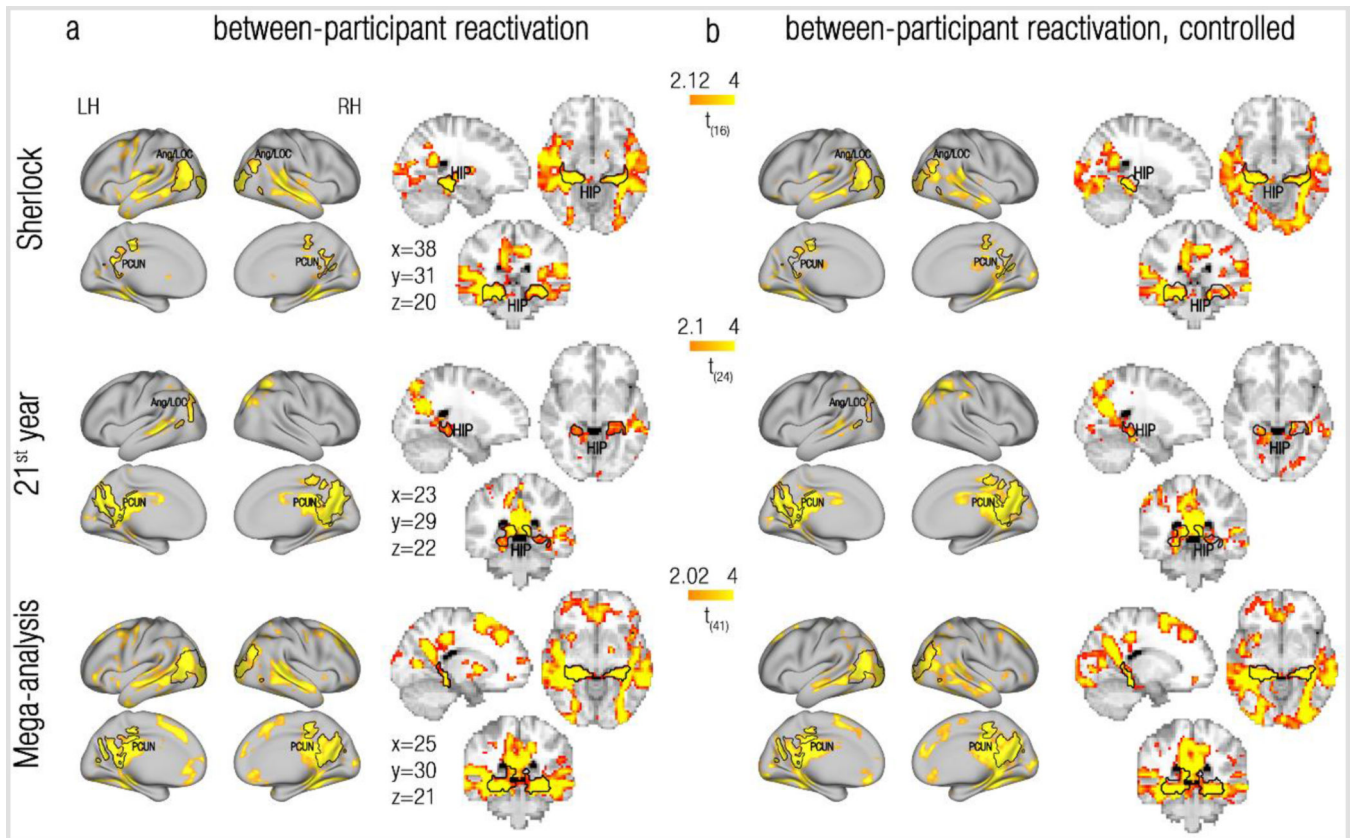 a between-participant reactivation
b between-participant reactivation, controlled
Sherlock
LH
RH
Ang/LOC
Ang/LOC
PCUN
PCUN
HIP
HIP
HIP
x=38
y=31
z=20
2.12 4
t(16)
Ang/LOC
Ang/LOC
PCUN
PCUN
HIP
HIP
HIP
21st year
Ang/LOC
PCUN
PCUN
HIP
HIP
HIP
x=23
y=29
z=22
2.1 4
t(24)
Ang/LOC
PCUN
PCUN
HIP
HIP
HIP
Mega-analysis
PCUN
PCUN
x=25
y=30
z=21
2.02 4
t(41)
PCUN
PCUN